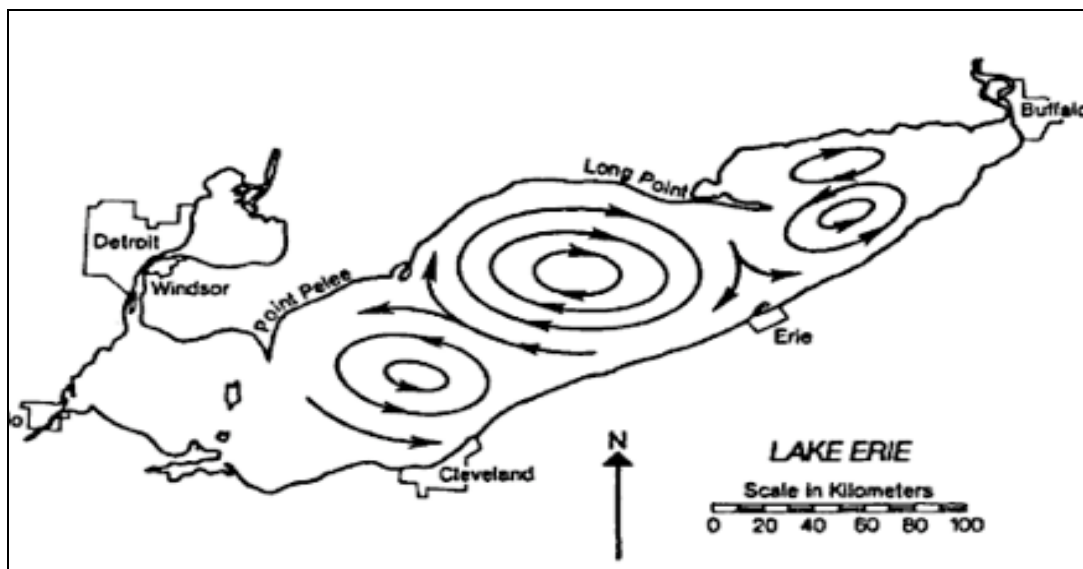 Buffalo
Long Point
Detroit
Windsor
Point Pelee
Erie
o
Cleveland
N
LAKE ERIE
Scale in Kilometers
0 20 40 60 80 100